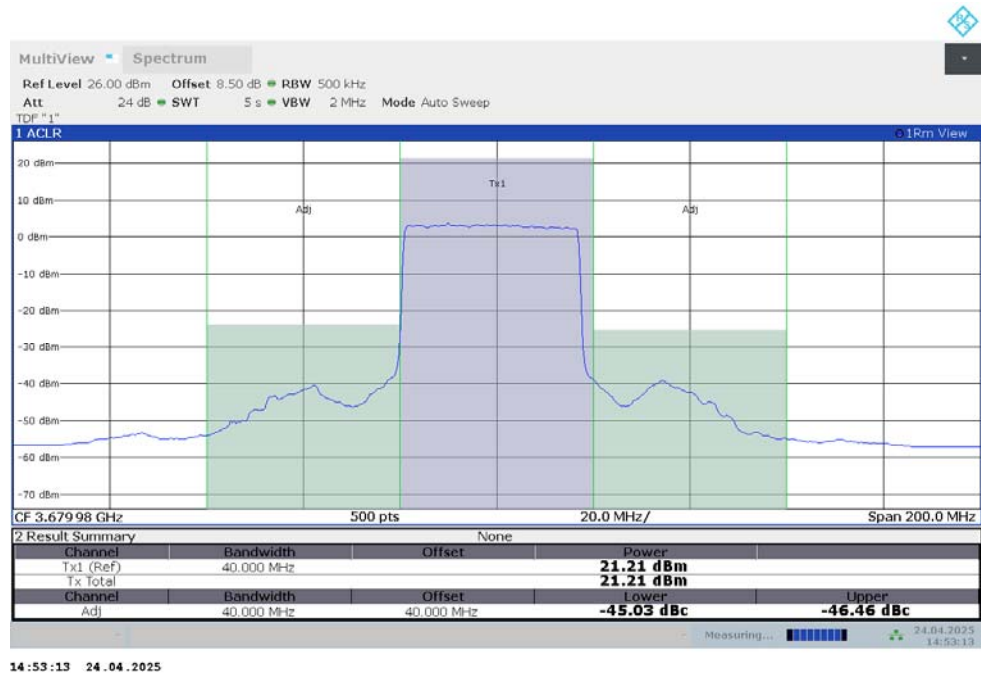 R S
MultiView Spectrum
Ref Level 26.00 dBm Offset 8.50 dB RBW 500 kHz
Att 24 dB SWT 5 s VBW 2 MHz Mode Auto Sweep
TDF "1"
1 ACLR 1Rm View
20 dBm
Tx1
10 dBm
Adj Adj
0 dBm
-10 dBm
-20 dBm
-30 dBm
-40 dBm
-50 dBm
-60 dBm
-70 dBm
CF 3.67998 GHz 500 pts 20.0 MHz/ Span 200.0 MHz
2 Result Summary None
Channel Bandwidth Offset Power
Tx1 (Ref) 40.000 MHz 21.21 dBm
Tx Total 21.21 dBm
Channel Bandwidth Offset Lower Upper
Adj 40.000 MHz 40.000 MHz -45.03 dBc -46.46 dBc
Measuring... 24.04.2025
14:53:13
14:53:13 24.04.2025